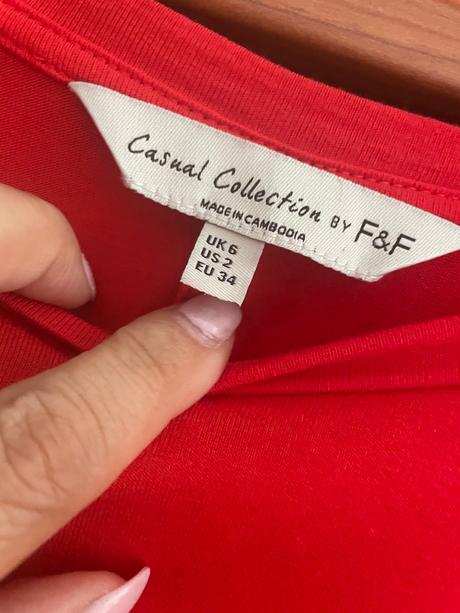 Casual Collection BY F&F
MADE IN CAMBODIA
UK 6
US 2
EU 34